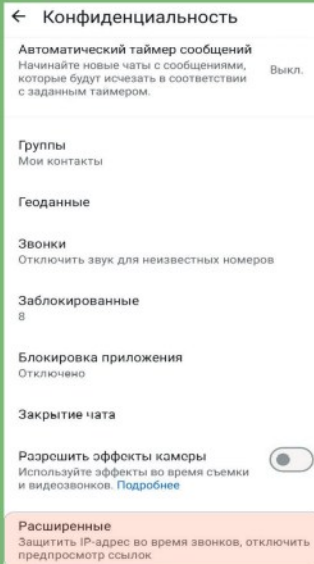 ← Конфиденциальность
Автоматический таймер сообщений
Начинайте новые чаты с сообщениями,
которые будут исчезать в соответствии
с заданным таймером.
Выкл.
Группы
Мои контакты
Геоданные
Звонки
Отключить звук для неизвестных номеров
Заблокированные
8
Блокировка приложения
Отключено
Закрытие чата
Разрешить эффекты камеры
Используйте эффекты во время съемки
и видеозвонков. Подробнее
Расширенные
Защитить IP-адрес во время звонков, отключить
предпросмотр ссылок